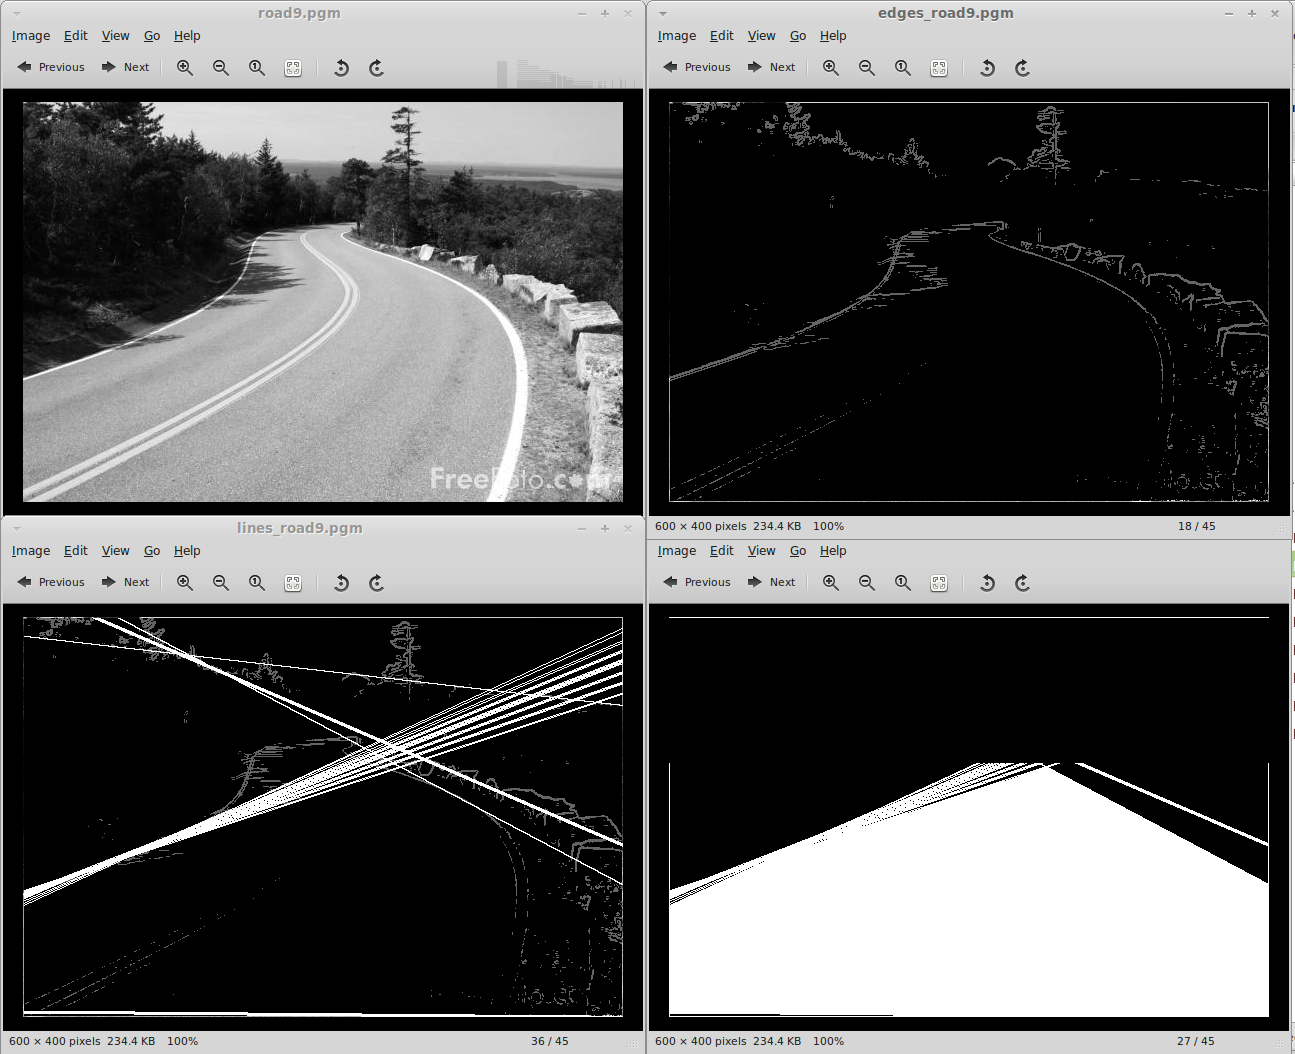 road9.pgm
Image Edit View Go Help
Previous Next
edges_road9.pgm
Image Edit View Go Help
Previous Next
600 × 400 pixels 234.4 KB 100% 18 / 45
lines_road9.pgm
Image Edit View Go Help
Previous Next
600 × 400 pixels 234.4 KB 100% 36 / 45
Image Edit View Go Help
Previous Next
600 × 400 pixels 234.4 KB 100% 27 / 45